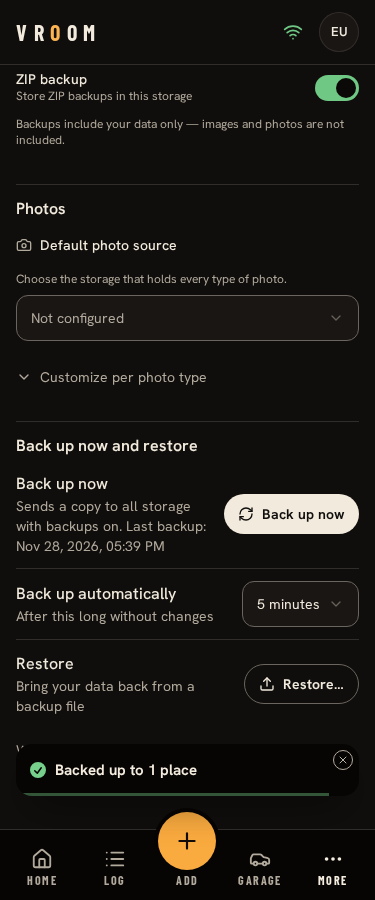 VROOM
EU
ZIP backup
Store ZIP backups in this storage
Backups include your data only — images and photos are not
included.
Photos
Default photo source
Choose the storage that holds every type of photo.
Not configured
Customize per photo type
Back up now and restore
Back up now
Sends a copy to all storage
with backups on. Last backup:
Nov 28, 2026, 05:39 PM
Back up now
Back up automatically
After this long without changes
5 minutes
Restore
Bring your data back from a
backup file
Restore...
Backed up to 1 place
HOME
LOG
ADD
GARAGE
MORE